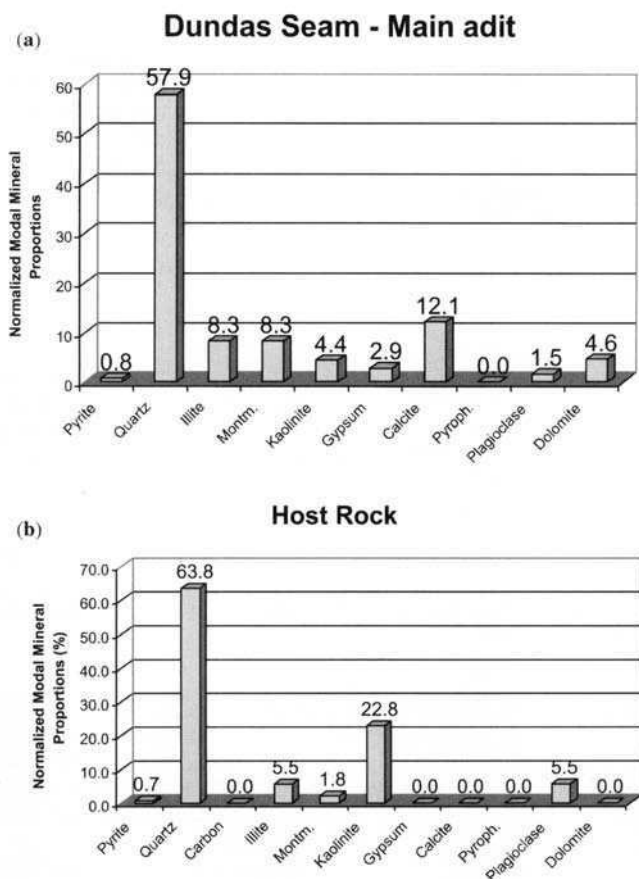 (a)
Dundas Seam - Main adit
Normalized Modal Mineral
Proportions
60
50
40
30
20
10
0
0.8
57.9
8.3
8.3
4.4
2.9
12.1
0.0
1.5
4.6
Pyrite
Quartz
Illite
Montm.
Kaolinite
Gypsum
Calcite
Pyroph.
Plagioclase
Dolomite
(b)
Host Rock
Normalized Modal Mineral
Proportions (%)
70.0
60.0
50.0
40.0
30.0
20.0
10.0
0.0
0.7
63.8
0.0
5.5
1.8
22.8
0.0
0.0
0.0
5.5
0.0
Pyrite
Quartz
Carbon
Illite
Montm.
Kaolinite
Gypsum
Calcite
Pyroph.
Plagioclase
Dolomite